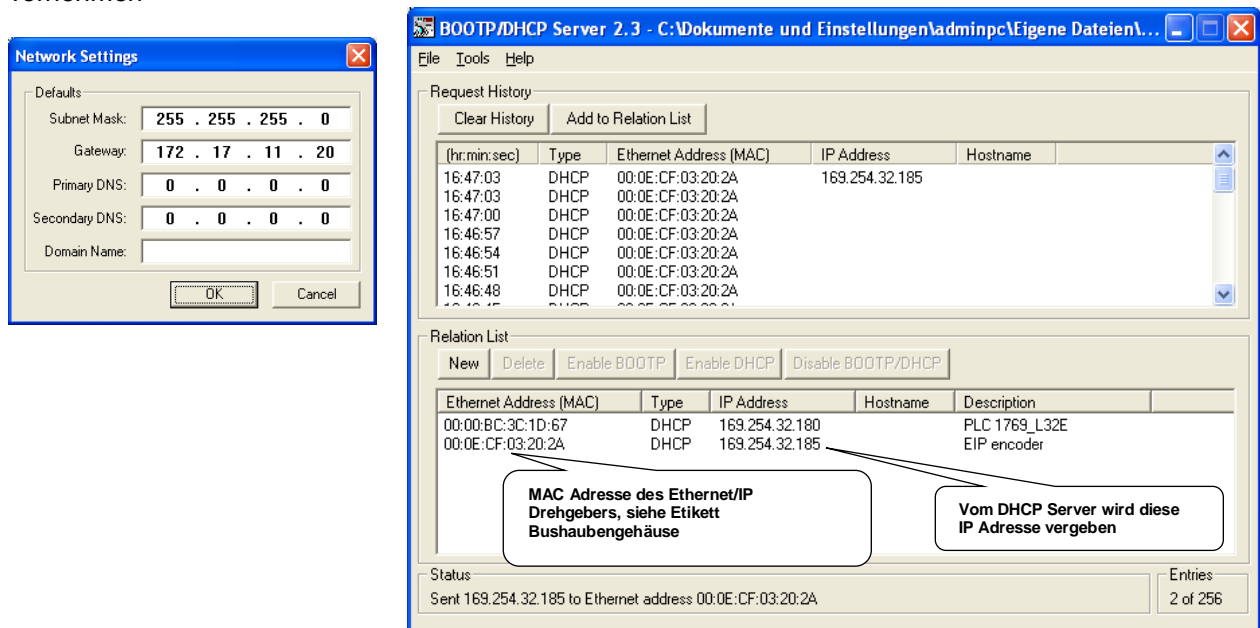 vornehmen
Network Settings
Defaults
Subnet Mask: 255 . 255 . 255 . 0
Gateway: 172 . 17 . 11 . 20
Primary DNS: 0 . 0 . 0 . 0
Secondary DNS: 0 . 0 . 0 . 0
Domain Name:
OK Cancel
BOOTP/DHCP Server 2.3 - C:\Dokumente und Einstellungen\adminpc\Eigene Dateien\...
File Tools Help
Request History
Clear History Add to Relation List
(hr:min:sec) Type Ethernet Address (MAC) IP Address Hostname
16:47:03 DHCP 00:0E:CF:03:20:2A 169.254.32.185
16:47:03 DHCP 00:0E:CF:03:20:2A
16:47:00 DHCP 00:0E:CF:03:20:2A
16:46:57 DHCP 00:0E:CF:03:20:2A
16:46:54 DHCP 00:0E:CF:03:20:2A
16:46:51 DHCP 00:0E:CF:03:20:2A
16:46:48 DHCP 00:0E:CF:03:20:2A
Relation List
New Delete Enable BOOTP Enable DHCP Disable BOOTP/DHCP
Ethernet Address (MAC) Type IP Address Hostname Description
00:00:BC:3C:1D:67 DHCP 169.254.32.180 PLC 1769_L32E
00:0E:CF:03:20:2A DHCP 169.254.32.185 EIP encoder
MAC Adresse des Ethernet/IP
Drehgebers, siehe Etikett
Bushaubengehäuse
Vom DHCP Server wird diese
IP Adresse vergeben
Status
Sent 169.254.32.185 to Ethernet address 00:0E:CF:03:20:2A
Entries
2 of 256